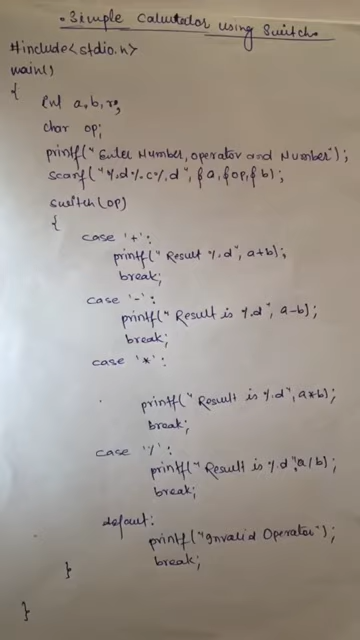 Simple Calculator using Switch.
#include<stdio.h>
main()
{
int a,b,r;
char op;
printf("Enter Number, operator and Number");
scanf("%d%c%d", &a,&op,&b);
switch(op)
{
case '+':
printf("Result %d", a+b);
break;
case '-':
printf("Result is %d", a-b);
break;
case '*':
printf("Result is %d", a*b);
break;
case '/':
printf("Result is %d",a/b);
break;
default:
printf("Invalid Operator");
break;
}
}